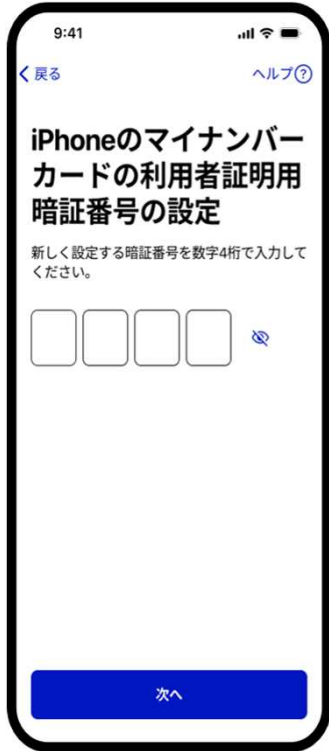 9:41
戻る
ヘルプ?
iPhoneのマイナンバー
カードの利用者証明用
暗証番号の設定
新しく設定する暗証番号を数字4桁で入力して
ください。
次へ